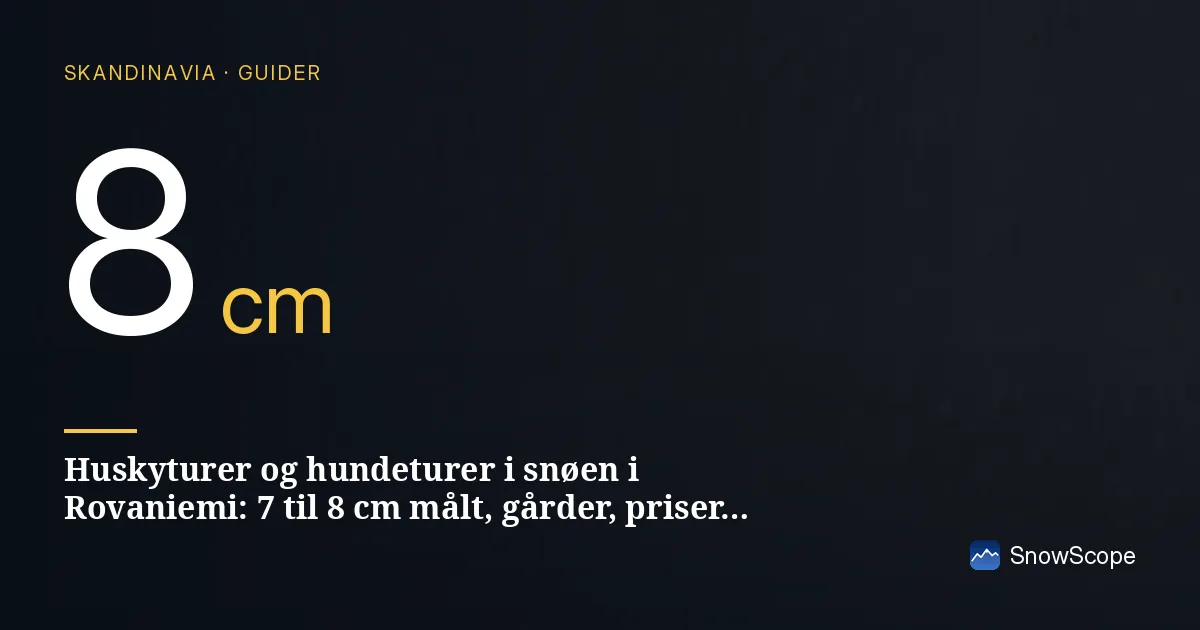 SKANDINAVIA · GUIDER
8 cm
Huskyturer og hundeturer i snøen i
Rovaniemi: 7 til 8 cm målt, gårder, priser...
SnowScope